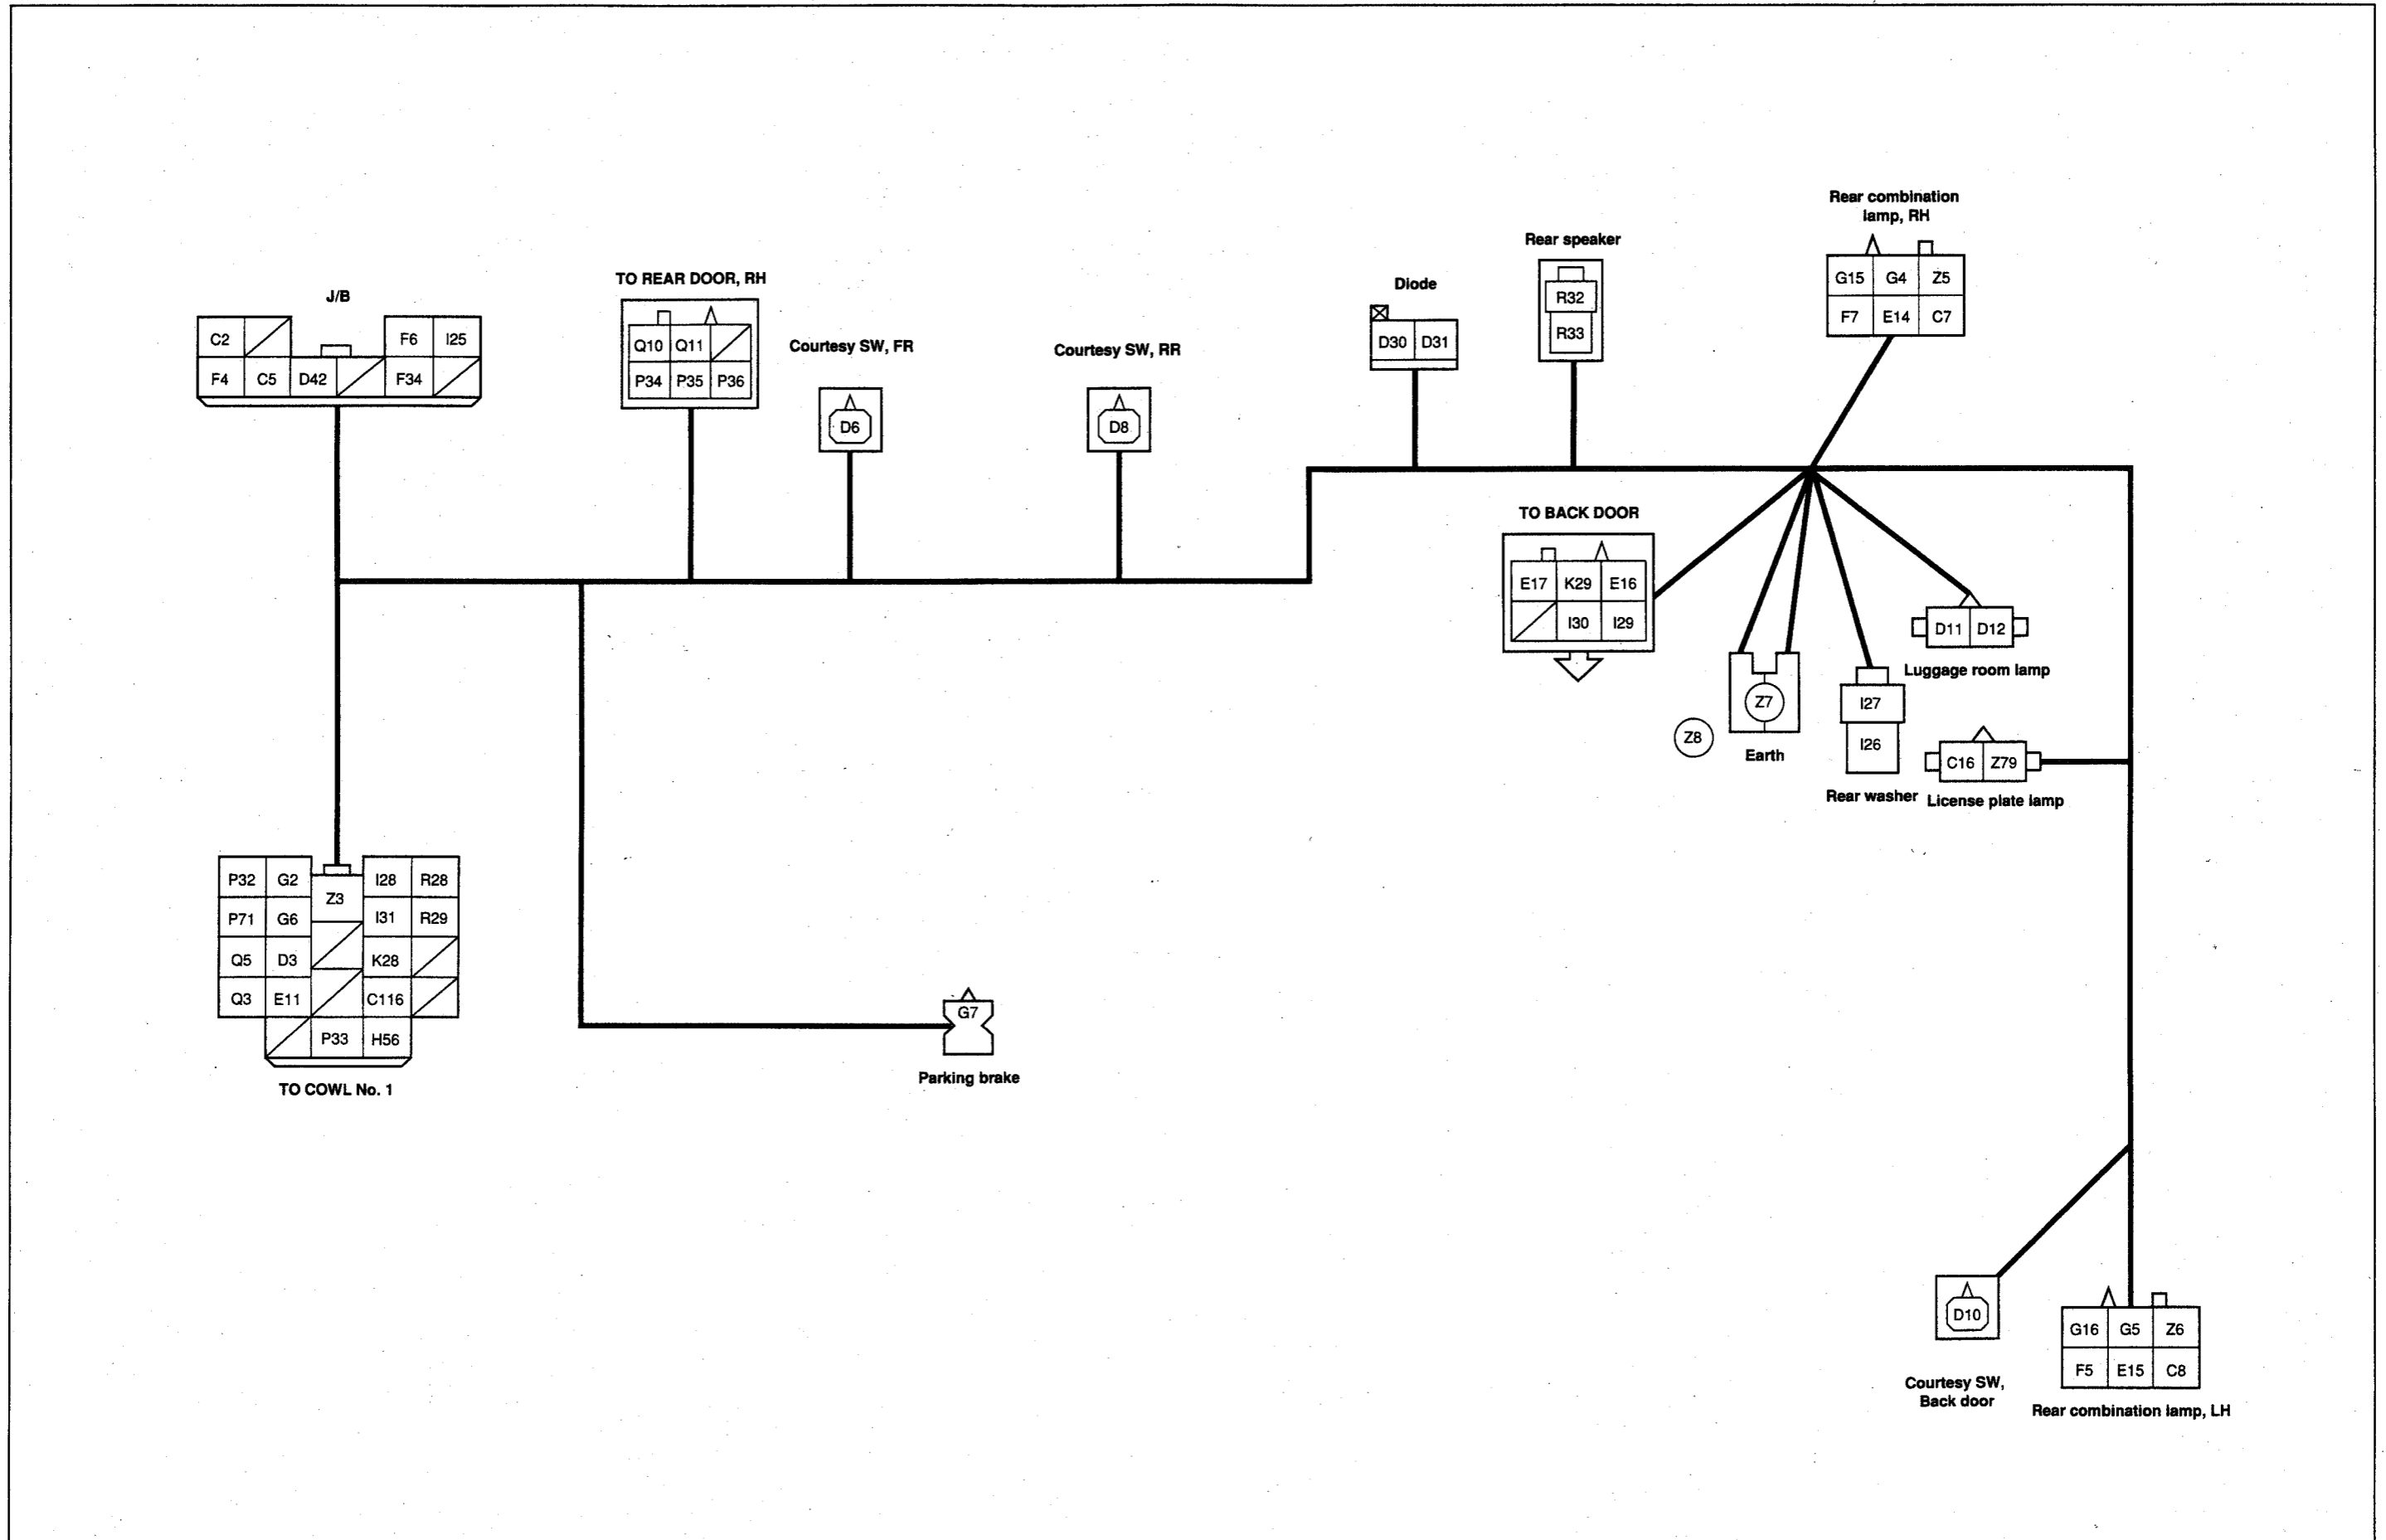 Rear combination
lamp, RH
G15 G4 Z5
F7 E14 C7
Rear speaker
R32
R33
Diode
D30 D31
TO REAR DOOR, RH
Q10 Q11
P34 P35 P36
J/B
C2 F6 I25
F4 C5 D42 F34
Courtesy SW, FR
D6
Courtesy SW, RR
D8
TO BACK DOOR
E17 K29 E16
I30 I29
D11 D12
Luggage room lamp
Z7
Z8
Earth
I27
I26
Rear washer
C16 Z79
License plate lamp
P32 G2 Z3 I28 R28
P71 G6 I31 R29
Q5 D3 K28
Q3 E11 C116
P33 H56
TO COWL No. 1
G7
Parking brake
D10
Courtesy SW,
Back door
G16 G5 Z6
F5 E15 C8
Rear combination lamp, LH